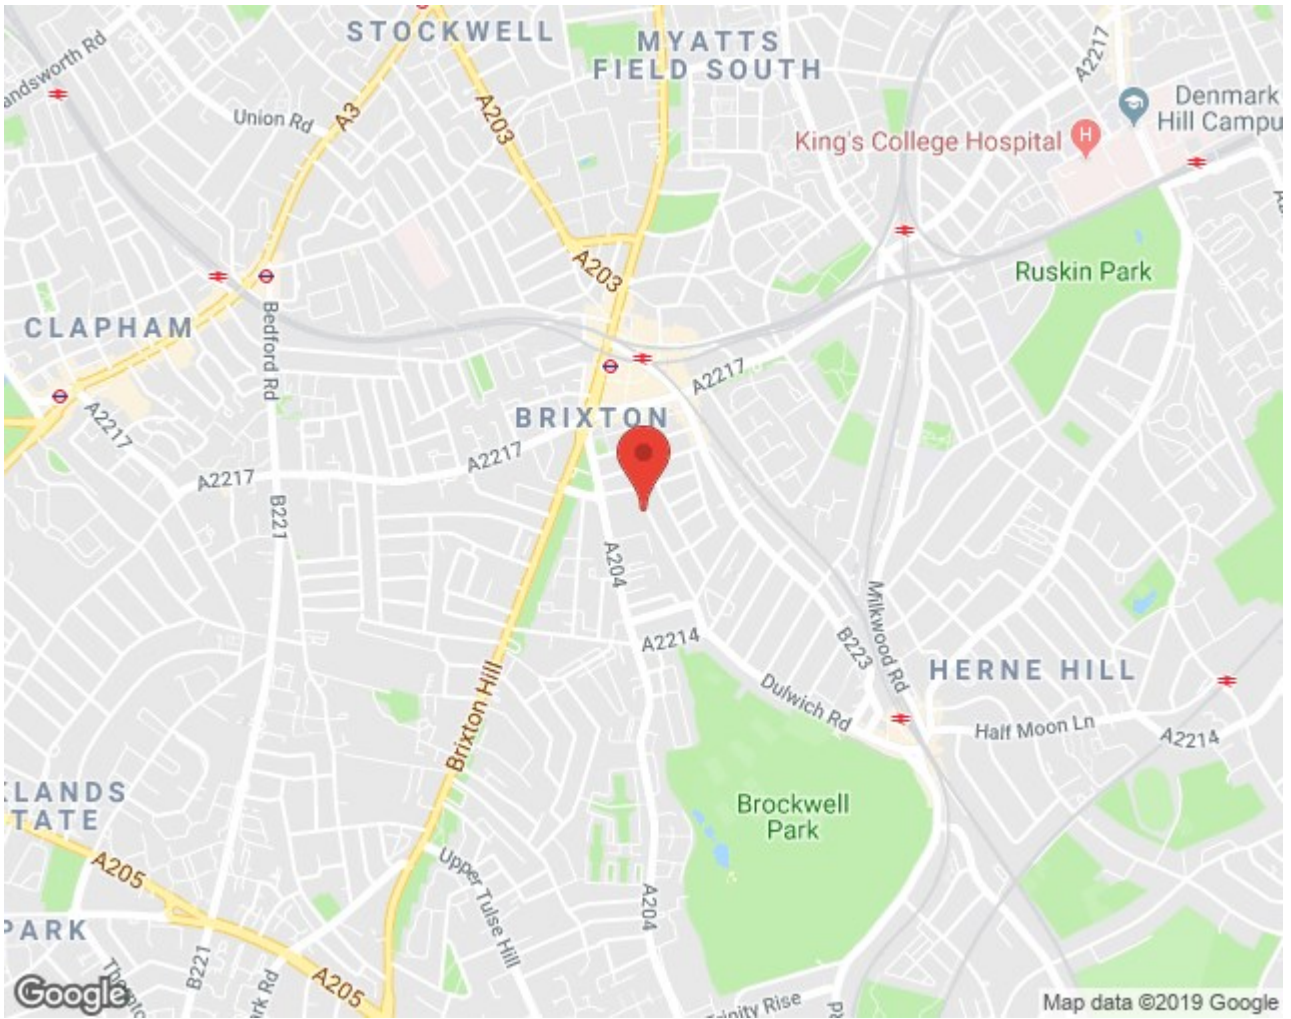 STOCKWELL
MYATTS
FIELD SOUTH
A2217
andsworth Rd
A3
A203
Union Rd
Denmark
Hill Campu
King's College Hospital
H
A203
Ruskin Park
CLAPHAM
Bedford Rd
A2217
BRIXTON
A2217
A2217
A2217
B221
A204
A2214
Milkwood Rd
B223
HERNE HILL
Dulwich Rd
Half Moon Ln
A2214
Brixton Hill
KLANDS
TATE
Brockwell
Park
A205
Upper Tulse Hill
A204
PARK
B221
ark Rd
A205
Google
Trinity Rise
Map data ©2019 Google